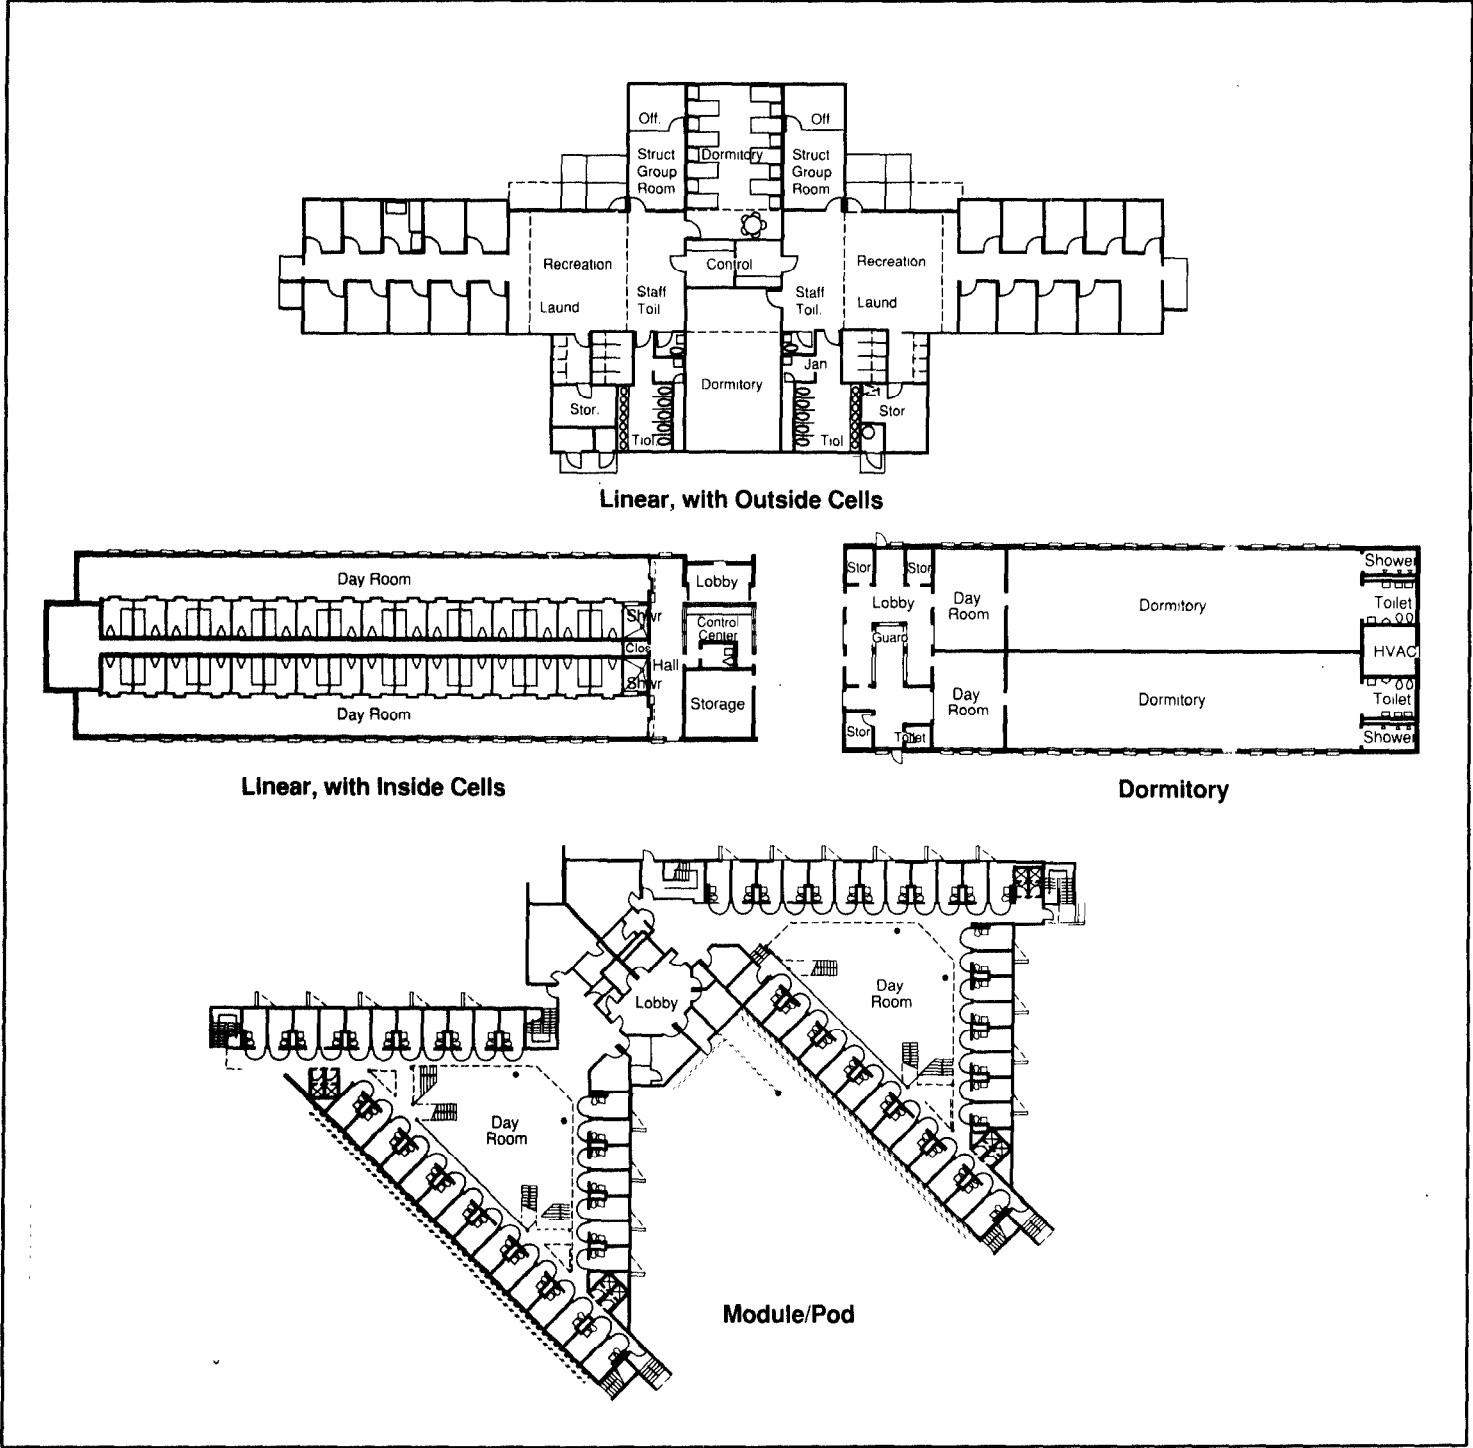 Off.
Off
Struct
Group
Room
Dormitory
Struct
Group
Room
Recreation
Control
Recreation
Laund
Staff
Toil
Staff
Toil.
Laund
Jan
Dormitory
Stor.
Stor
Tiol.
Tiol
Linear, with Outside Cells
Day Room
Lobby
Shwr
Control
Center
Clos
Hall
Shwr
Storage
Day Room
Linear, with Inside Cells
Stor
Stor
Shower
Lobby
Day
Room
Dormitory
Toilet
Guard
HVAC
Day
Room
Dormitory
Toilet
Stor
Toilet
Shower
Dormitory
Lobby
Day
Room
Day
Room
Module/Pod